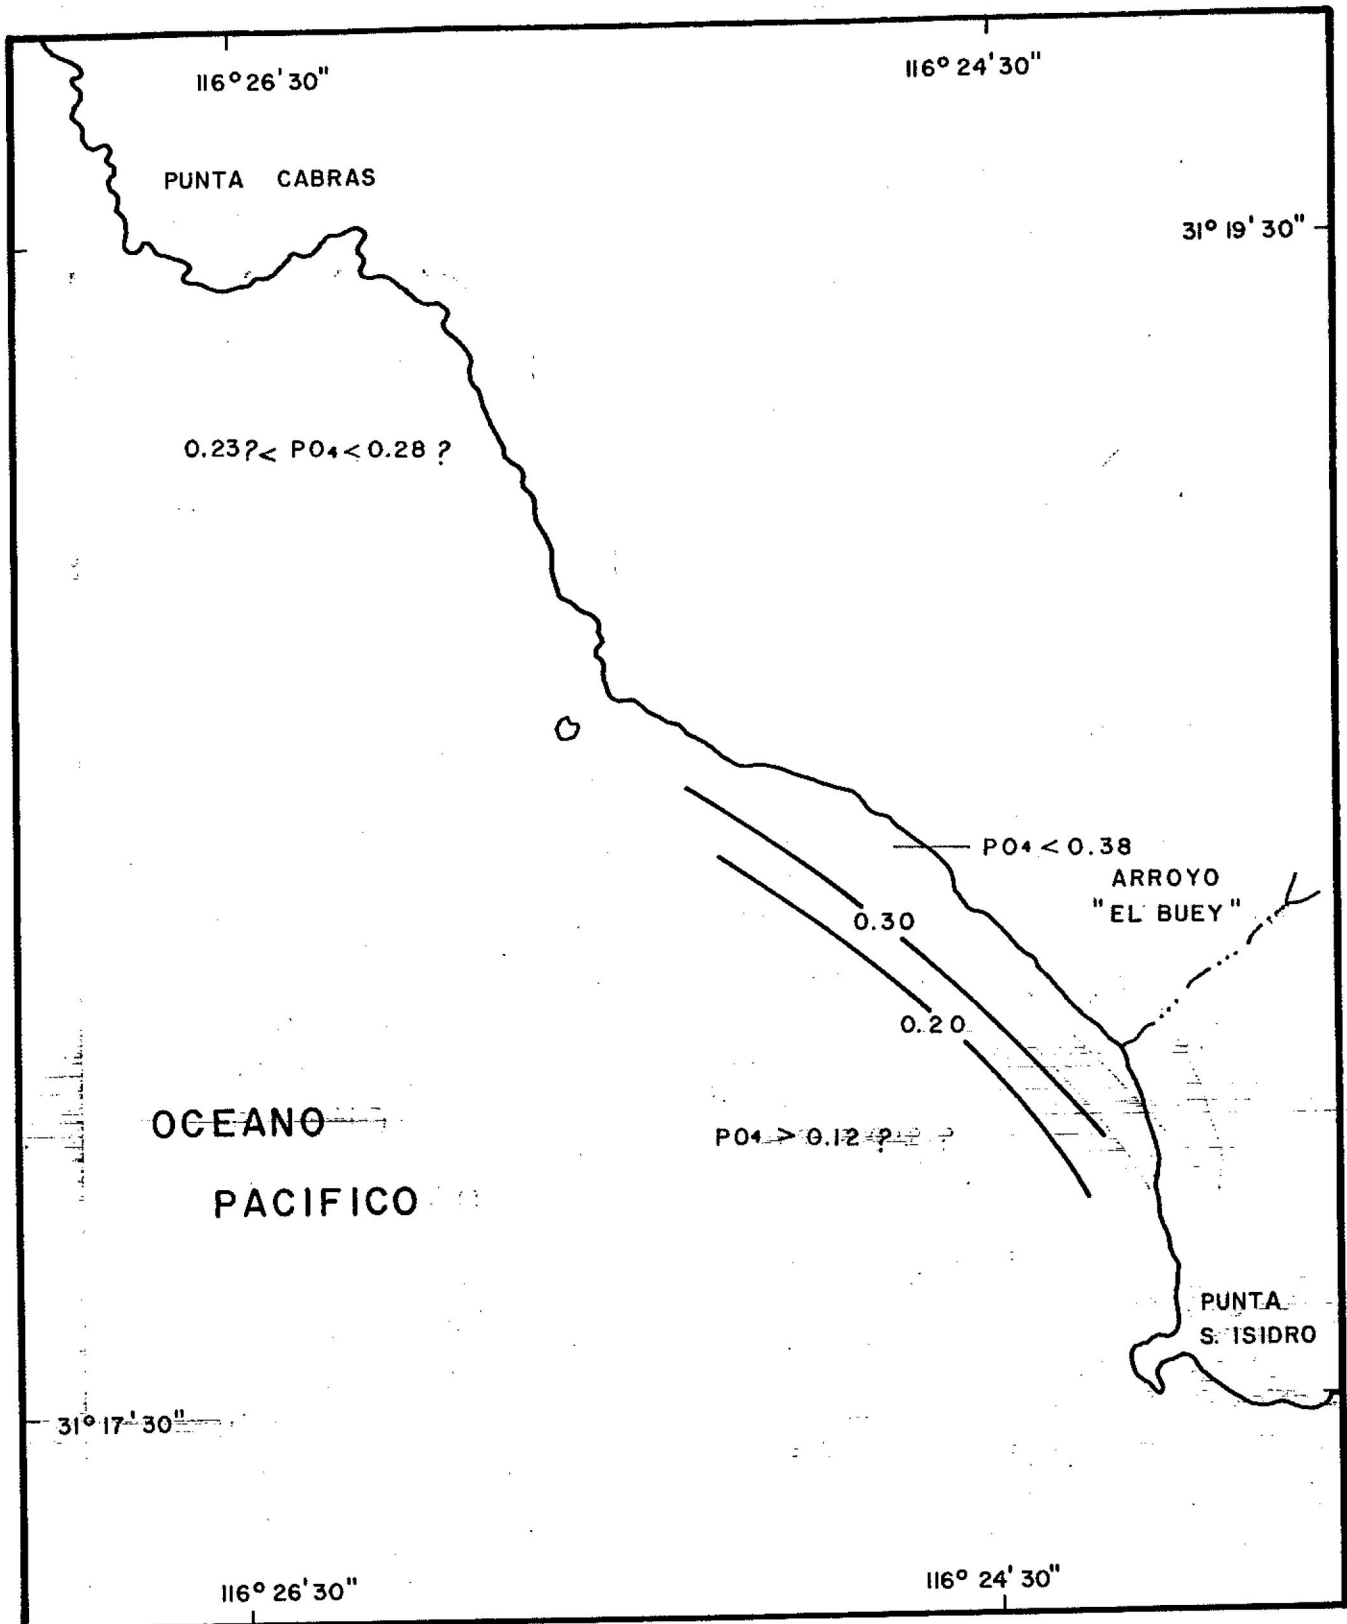 116° 26' 30"
116° 24' 30"
PUNTA CABRAS
31° 19' 30"
0.23?< PO₄<0.28 ?
PO₄<0.38
ARROYO
"EL BUEY"
0.30
0.20
OCEANO
PACIFICO
PO₄ > 0.12 ?
PUNTA
S. ISIDRO
31° 17' 30"
116° 26' 30"
116° 24' 30"